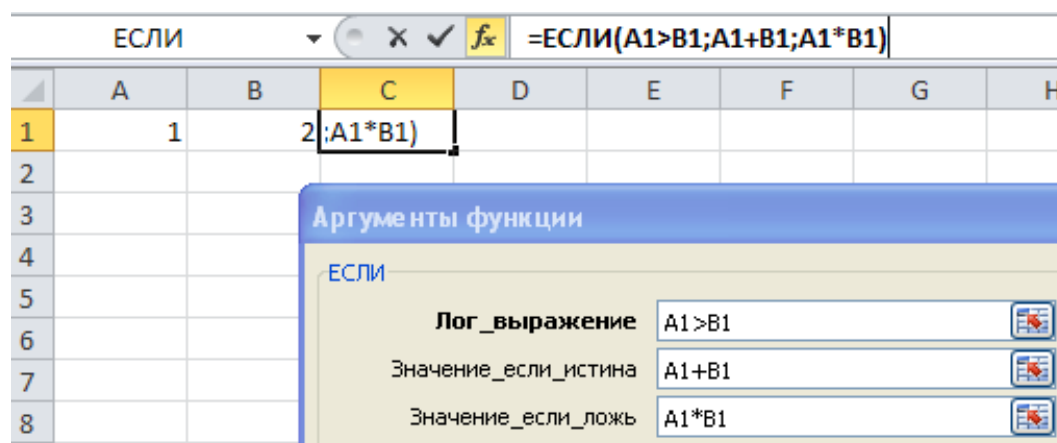 ЕСЛИ fx =ЕСЛИ(A1>B1;A1+B1;A1*B1)
A B C D E F G H
1 1 2 ;A1*B1)
2
3
4
5
6
7
8
Аргументы функции
ЕСЛИ
Лог_выражение A1>B1
Значение_если_истина A1+B1
Значение_если_ложь A1*B1